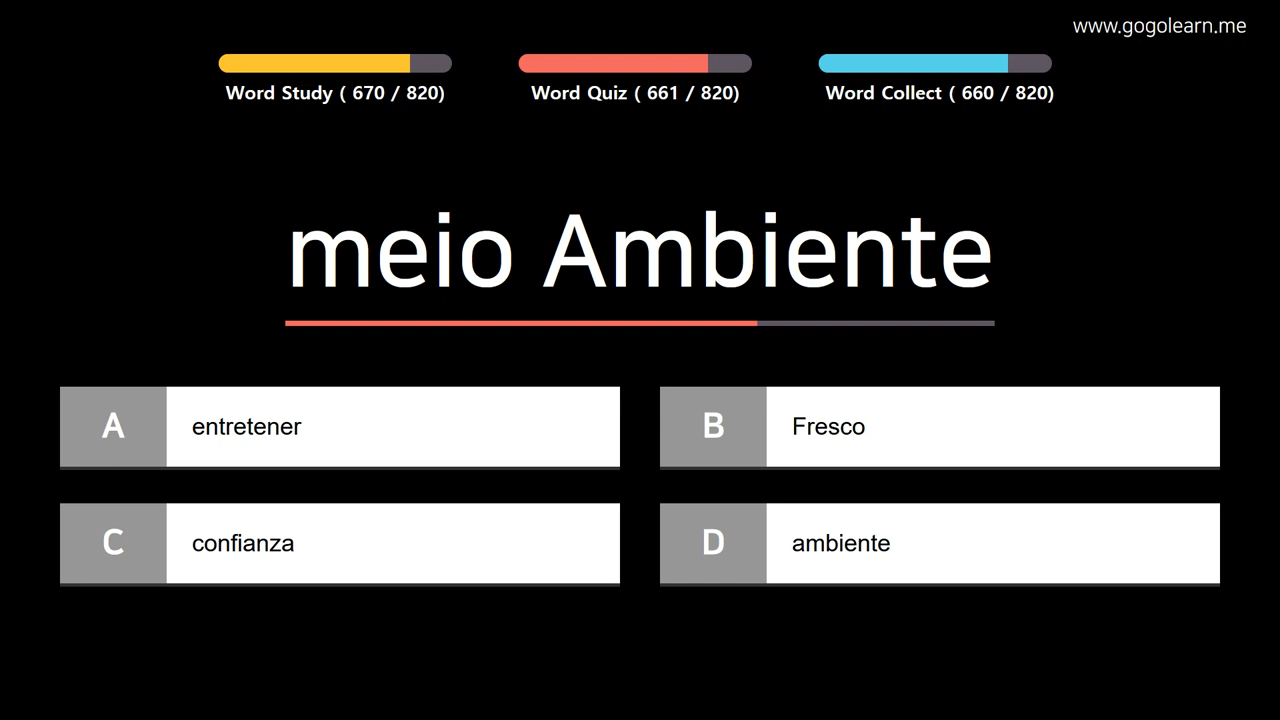 www.gogolearn.me
Word Study ( 670 / 820)
Word Quiz ( 661 / 820)
Word Collect ( 660 / 820)
meio Ambiente
A
entretener
B
Fresco
C
confianza
D
ambiente